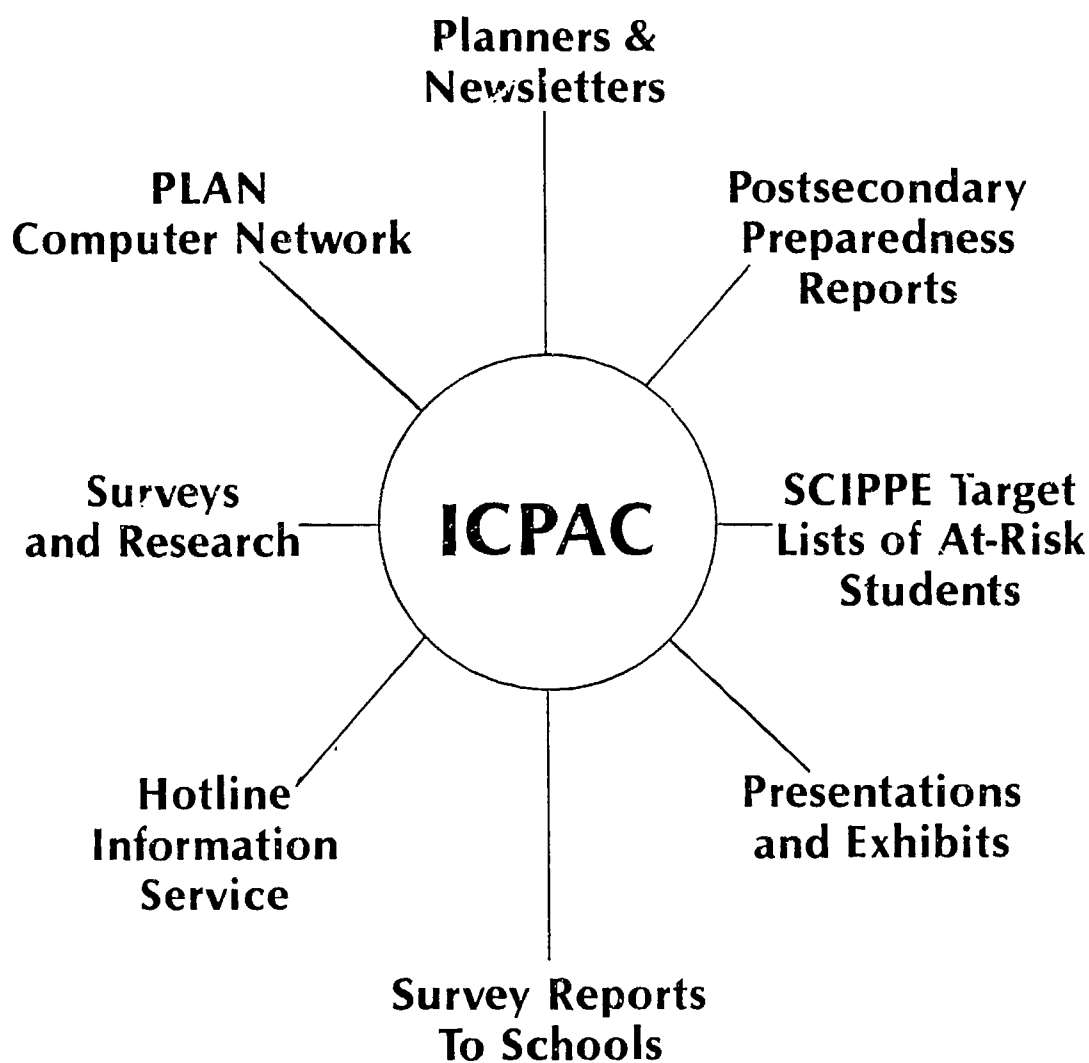 Planners &
Newsletters
PLAN
Computer Network
Postsecondary
Preparedness
Reports
Surveys
and Research
ICPAC
SCIPPE Target
Lists of At-Risk
Students
Hotline
Information
Service
Presentations
and Exhibits
Survey Reports
To Schools